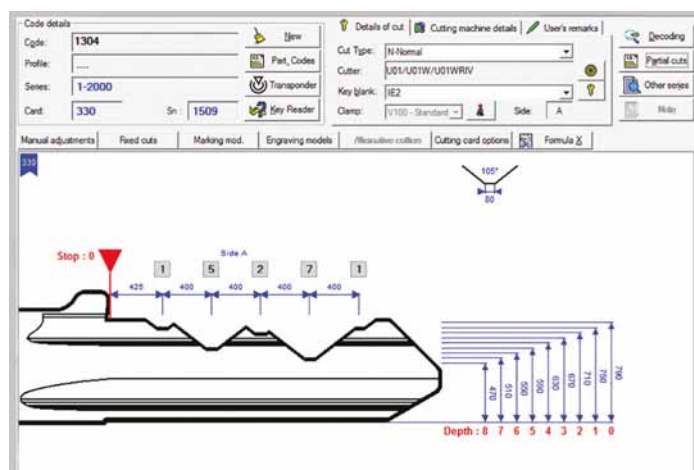 Code details
Code: 1304
Profile: ....
Series: 1-2000
Card: 330 Sn : 1509
New
Part. Codes
Transponder
Key Reader
Details of cut
Cutting machine details
User's remarks
Cut Type: N-Normal
Cutter: U01/U01W/U01WRIV
Key blank: IE2
Clamp: V100 - Standard Side: A
Decoding
Partial cuts
Other series
Note
Manual adjustments
Fixed cuts
Marking mod.
Engraving models
Alternative cutters
Cutting card options
Formula X
330
105°
80
Side A
Stop : 0
1 5 2 7 1
425 400 400 400 400
470 510 550 590 630 670 710 750 790
Depth : 8 7 6 5 4 3 2 1 0